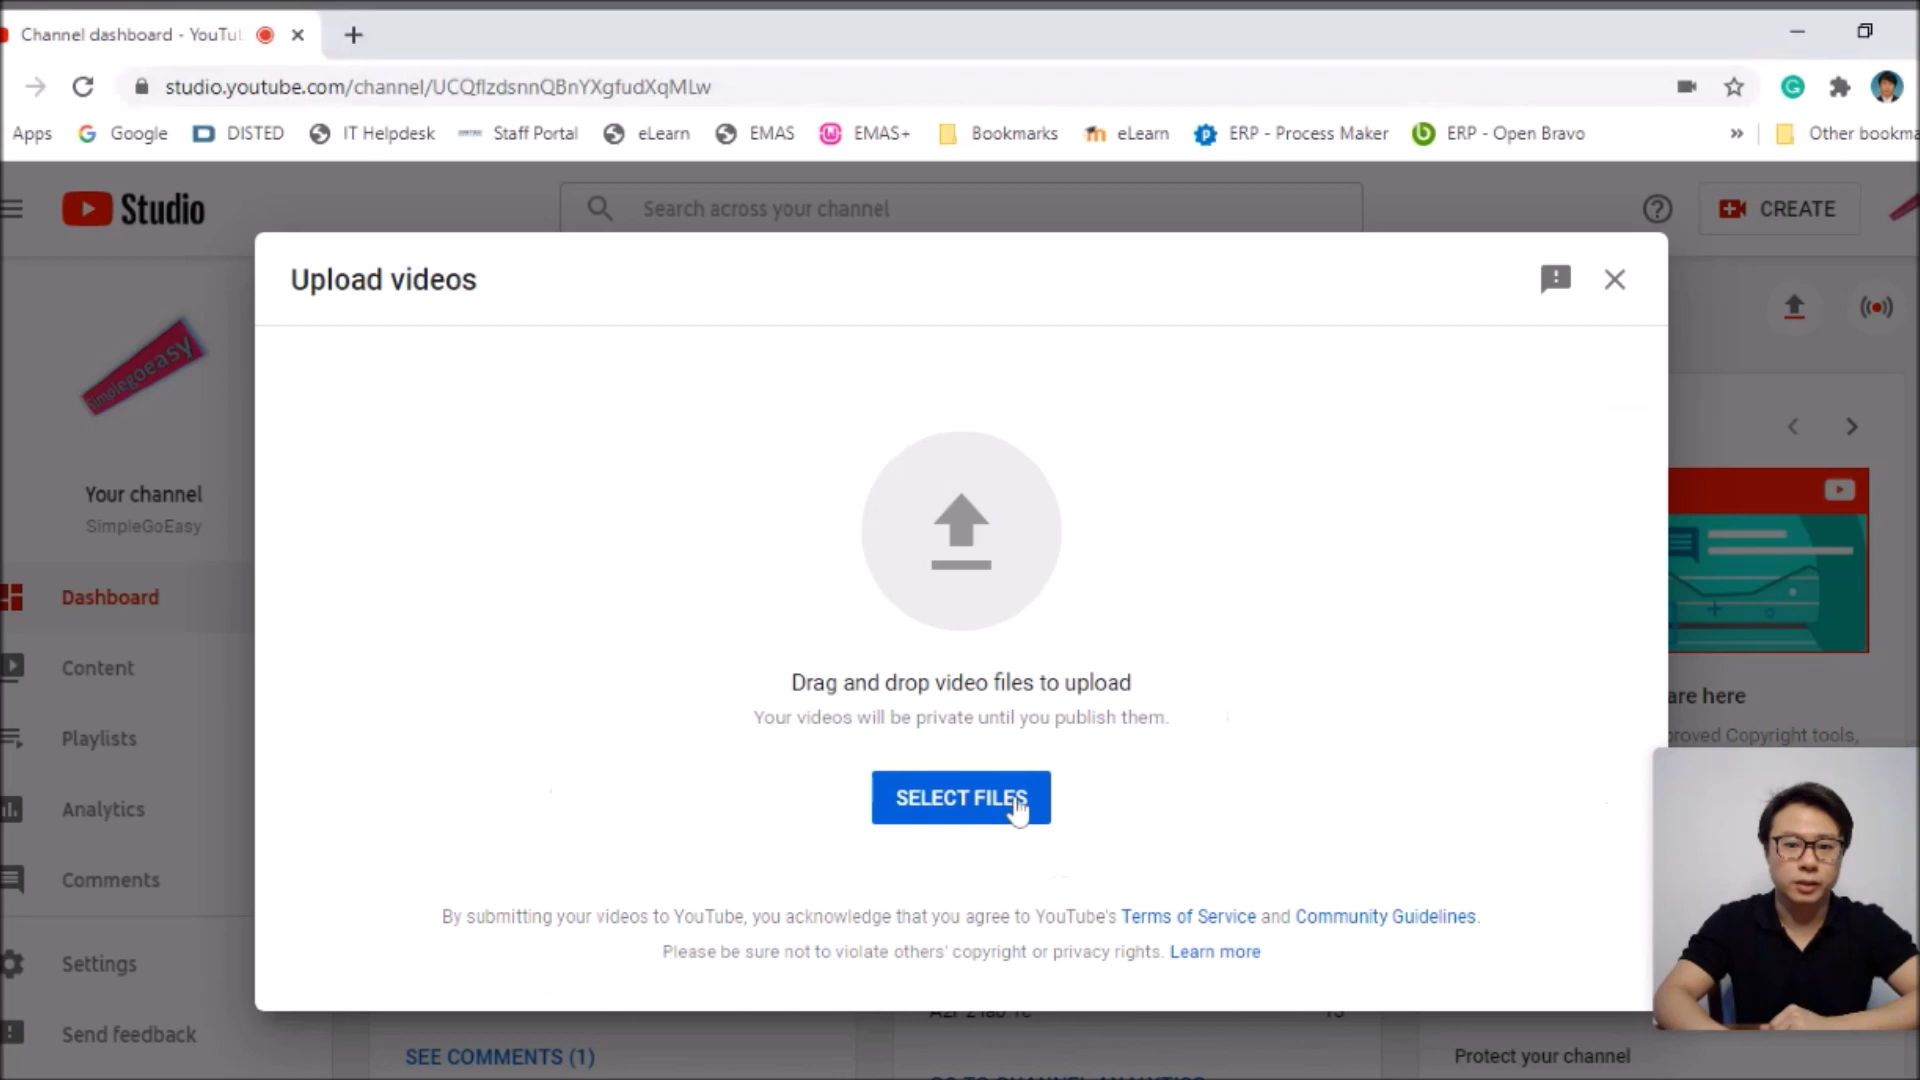 Channel dashboard - YouTu
studio.youtube.com/channel/UCQflzdsnnQBnYXgfudXqMLw
Apps Google DISTED IT Helpdesk Staff Portal eLearn EMAS EMAS+ Bookmarks eLearn ERP - Process Maker ERP - Open Bravo » Other bookma
Studio
Search across your channel
CREATE
Upload videos
simplegoeasy
Your channel
SimpleGoEasy
Dashboard
Content
Playlists
Analytics
Comments
Settings
Send feedback
Drag and drop video files to upload
Your videos will be private until you publish them.
SELECT FILES
By submitting your videos to YouTube, you acknowledge that you agree to YouTube's Terms of Service and Community Guidelines.
Please be sure not to violate others' copyright or privacy rights. Learn more
are here
proved Copyright tools,
SEE COMMENTS (1)
GO TO CHANNEL ANALYTICS
Protect your channel